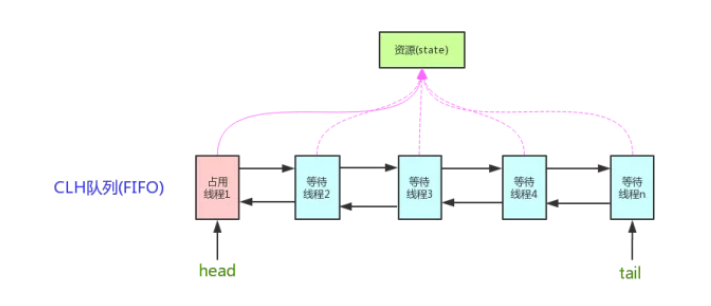 资源(state)
CLH队列(FIFO)
占用
线程1
等待
线程2
等待
线程3
等待
线程4
等待
线程n
head
tail